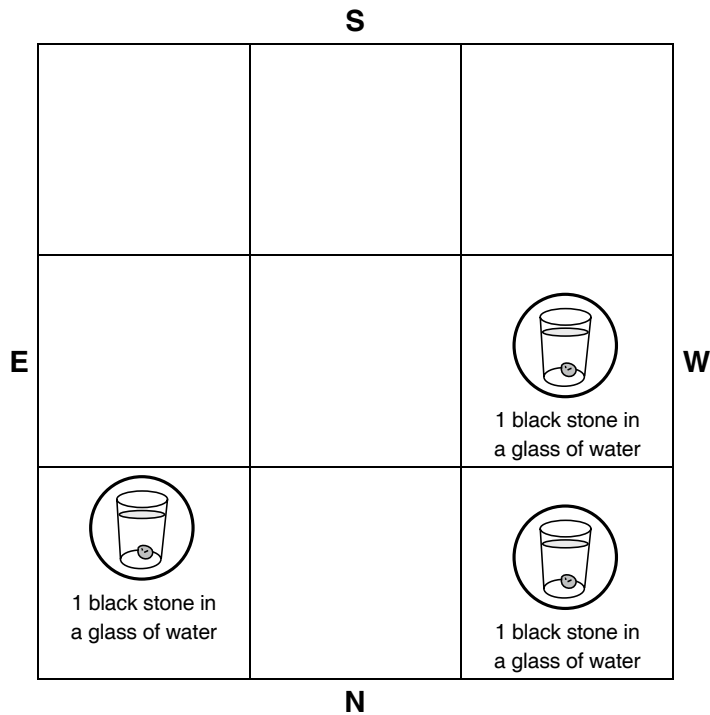 S
E
W
1 black stone in
a glass of water
1 black stone in
a glass of water
1 black stone in
a glass of water
N